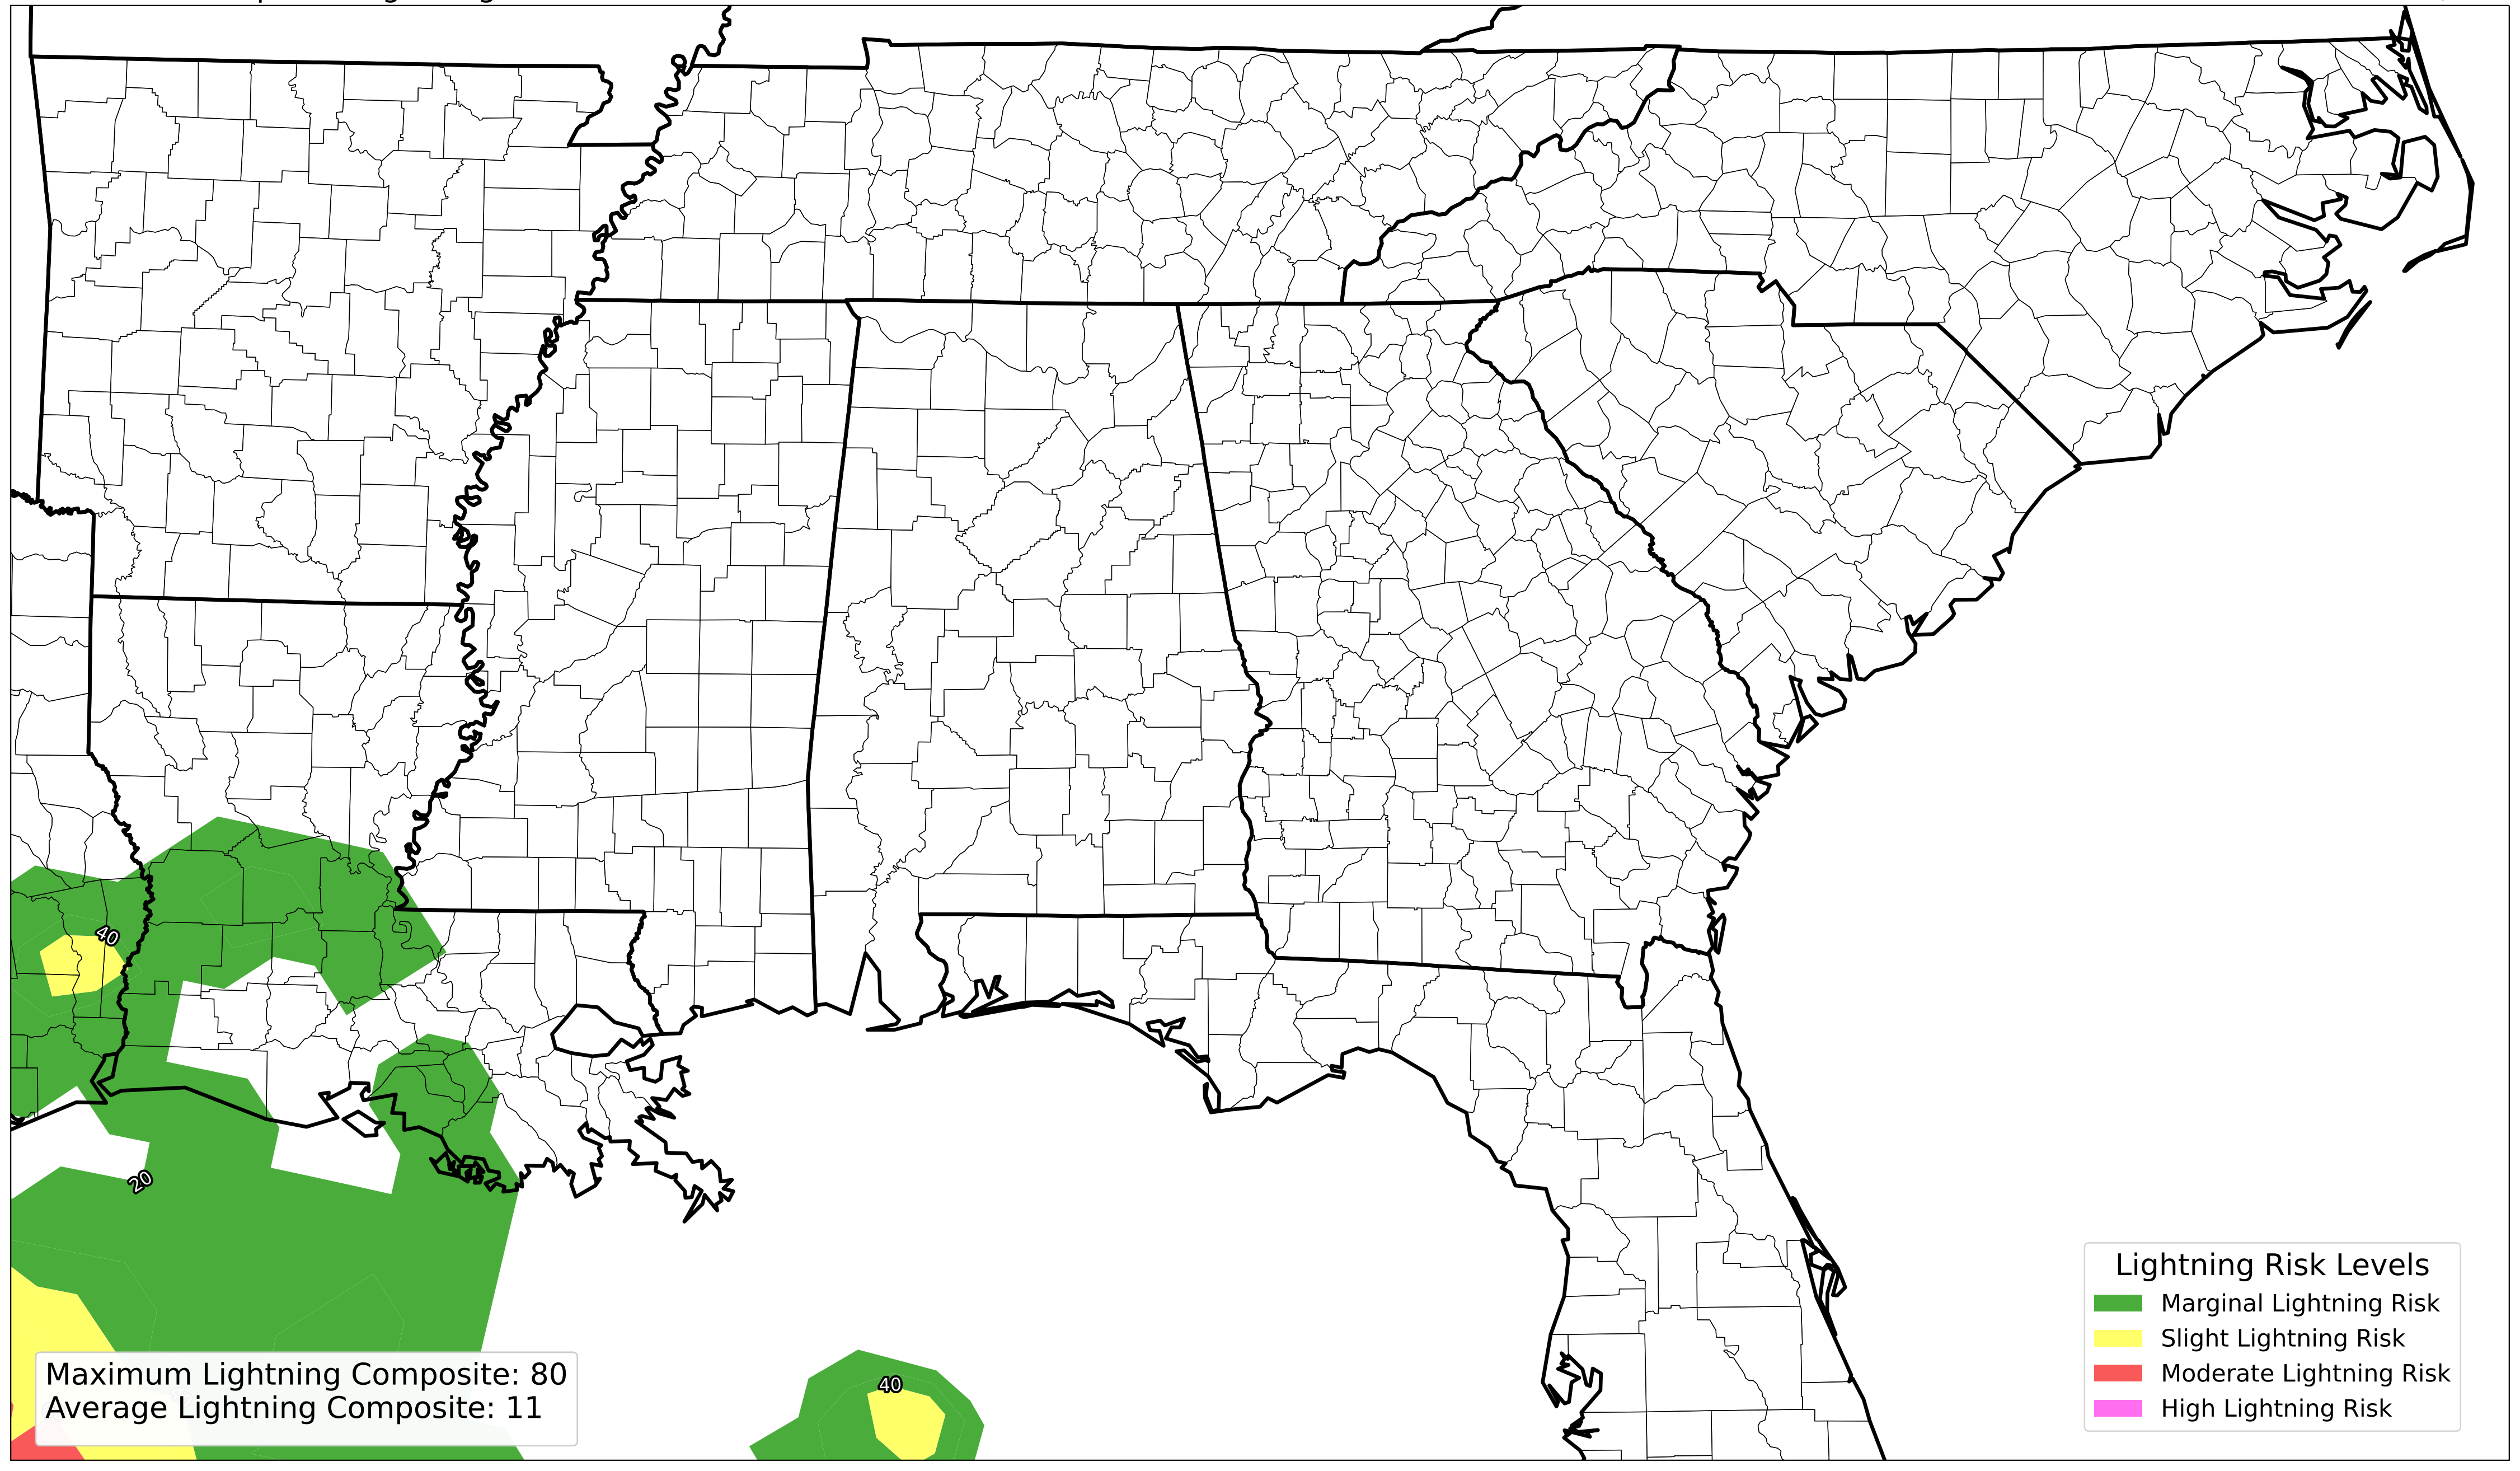 40
20
40
Lightning Risk Levels
Marginal Lightning Risk
Slight Lightning Risk
Moderate Lightning Risk
High Lightning Risk
Maximum Lightning Composite: 80
Average Lightning Composite: 11